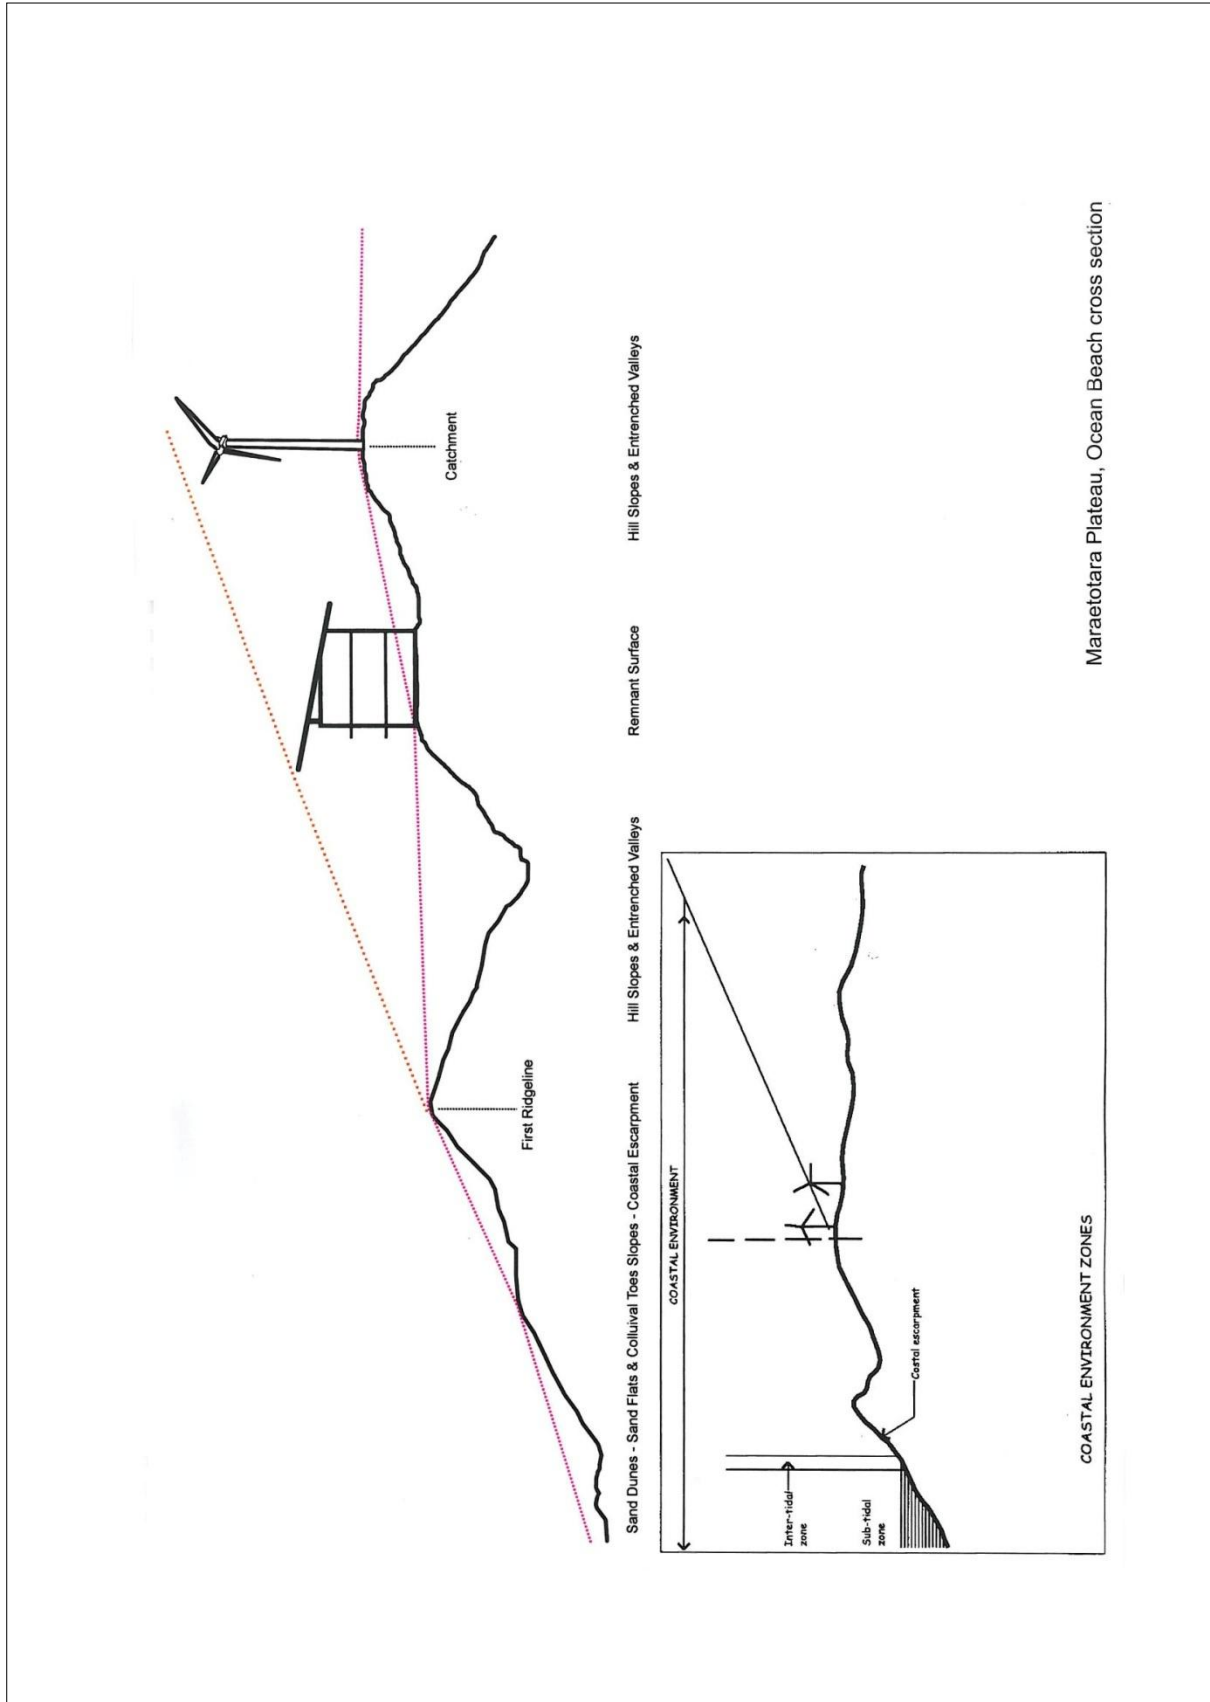 Catchment
First Ridgeline
Sand Dunes - Sand Flats & Colluival Toes Slopes - Coastal Escarpment
Hill Slopes & Entrenched Valleys
Remnant Surface
Hill Slopes & Entrenched Valleys
COASTAL ENVIRONMENT
Inter-tidal
zone
Sub-tidal
zone
Costal escarpment
COASTAL ENVIRONMENT ZONES
Maraetotara Plateau, Ocean Beach cross section